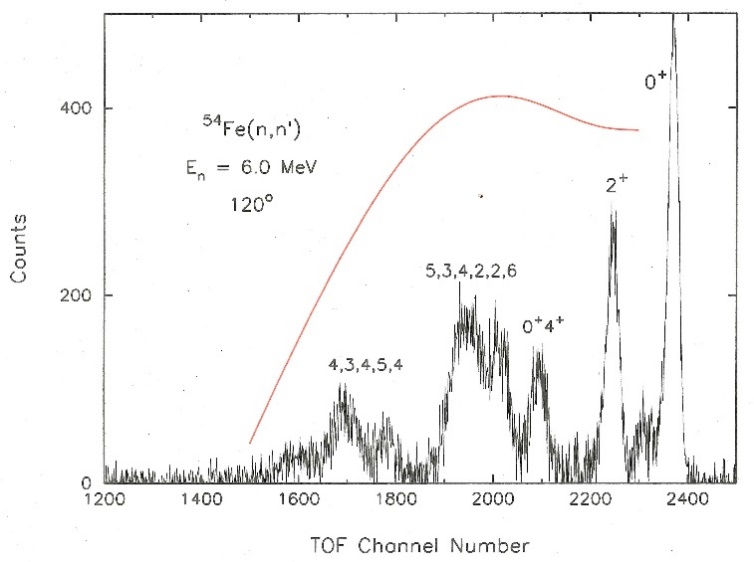 0⁺
400
⁵⁴Fe(n,n')
Eₙ = 6.0 MeV
120°
2⁺
Counts
5,3,4,2,2,6
200
0⁺4⁺
4,3,4,5,4
0
1200 1400 1600 1800 2000 2200 2400
TOF Channel Number